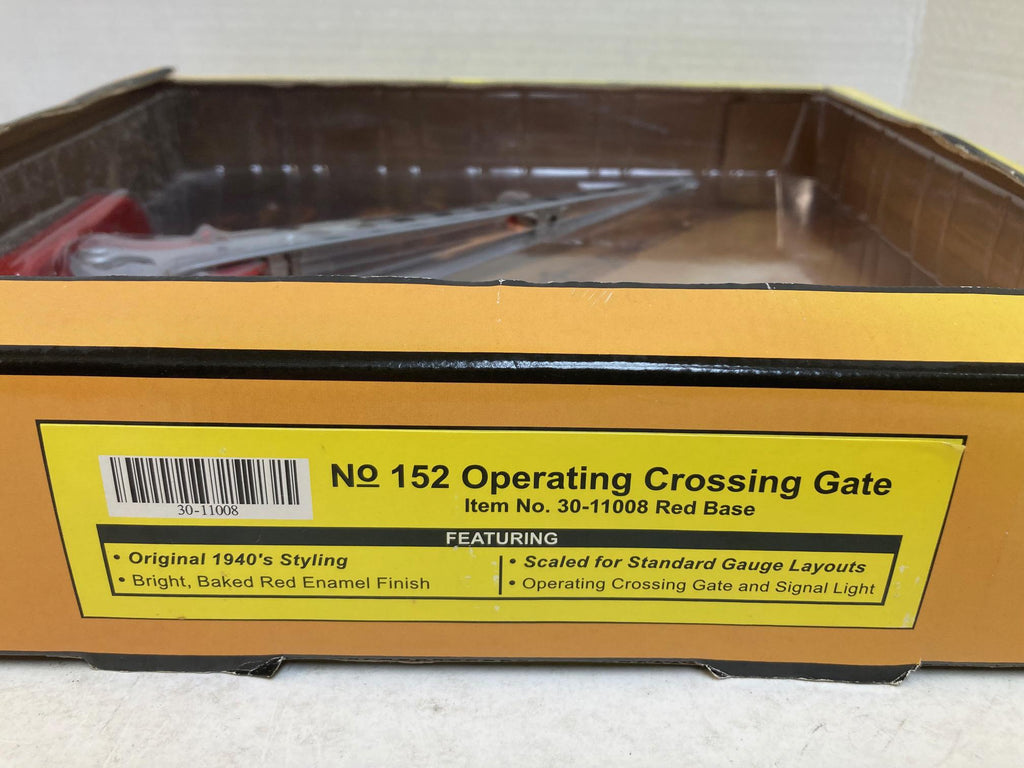 30-11008
No 152 Operating Crossing Gate
Item No. 30-11008 Red Base
FEATURING
• Original 1940's Styling
• Bright, Baked Red Enamel Finish
• Scaled for Standard Gauge Layouts
• Operating Crossing Gate and Signal Light